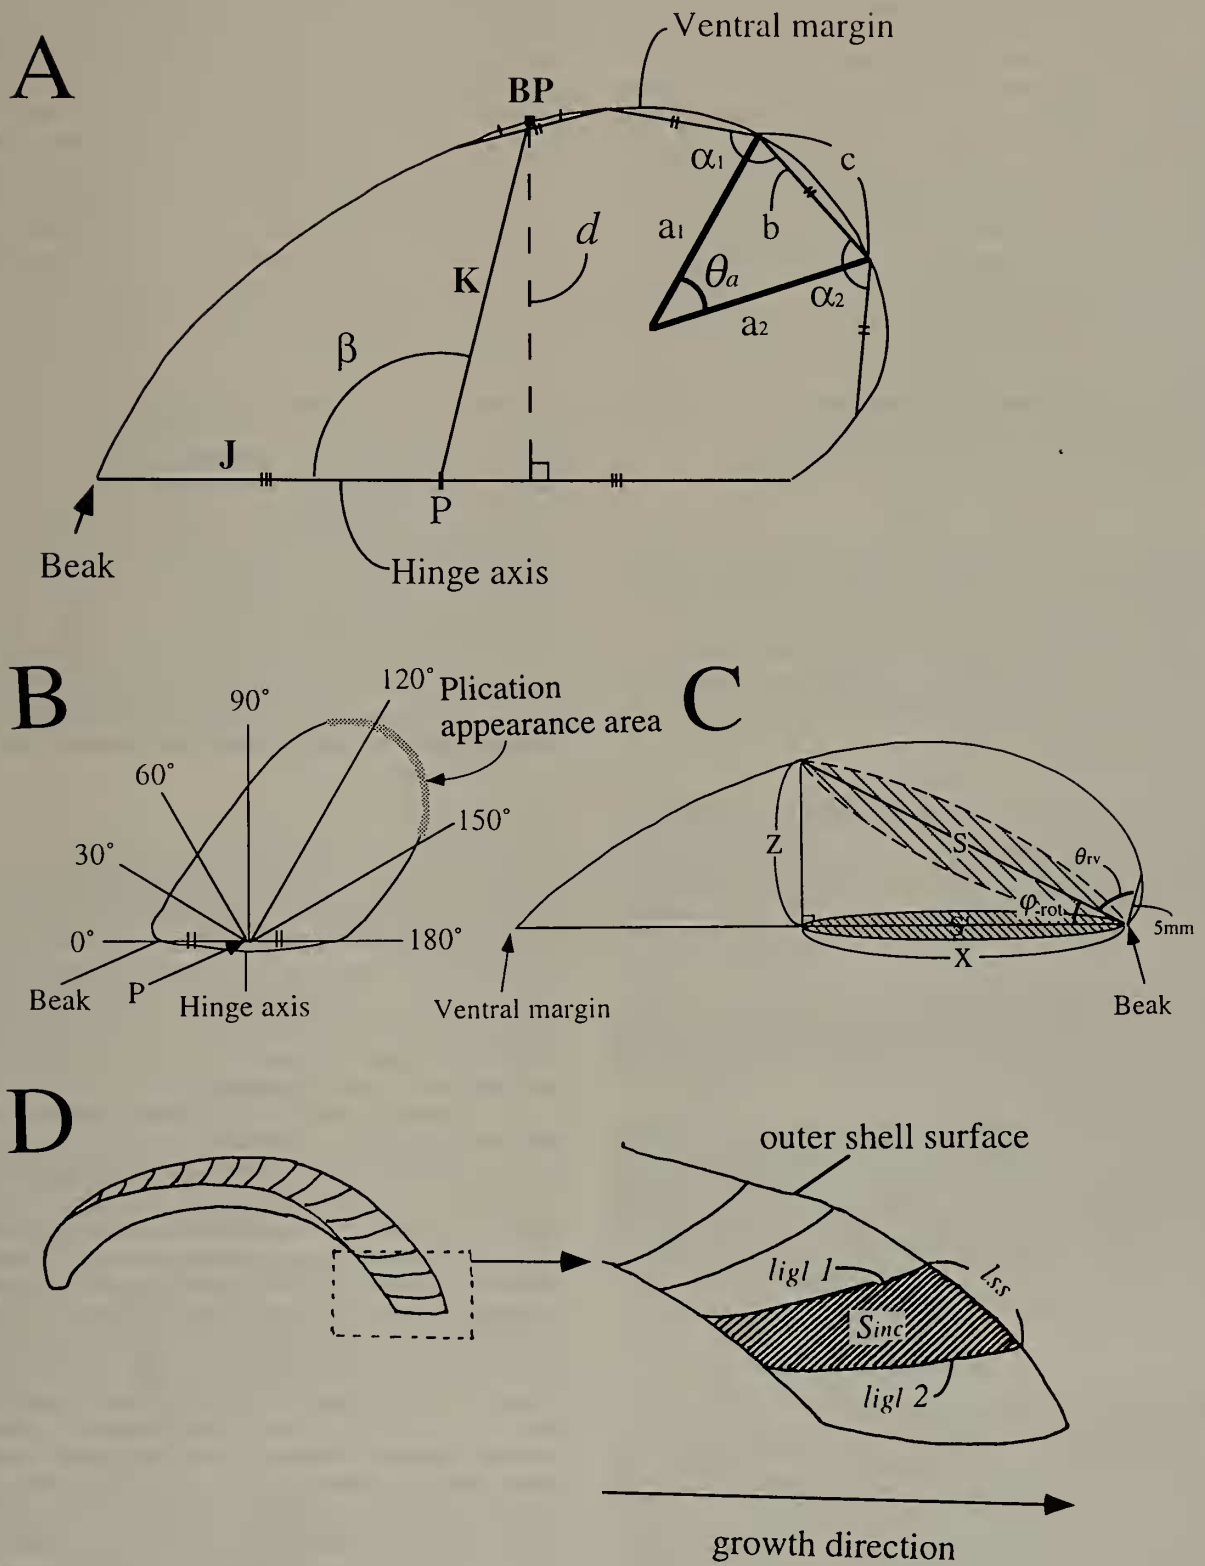 A
Ventral margin
BP
α1
c
a1
b
d
K
θa
α2
a2
β
J
P
Beak
Hinge axis
B
90°
120°
Plication
appearance area
60°
150°
30°
0°
180°
Beak
P
Hinge axis
C
Z
S
θrv
φrot
S'
5mm
X
Ventral margin
Beak
D
outer shell surface
ligl 1
l.s.s
Sinc
ligl 2
growth direction